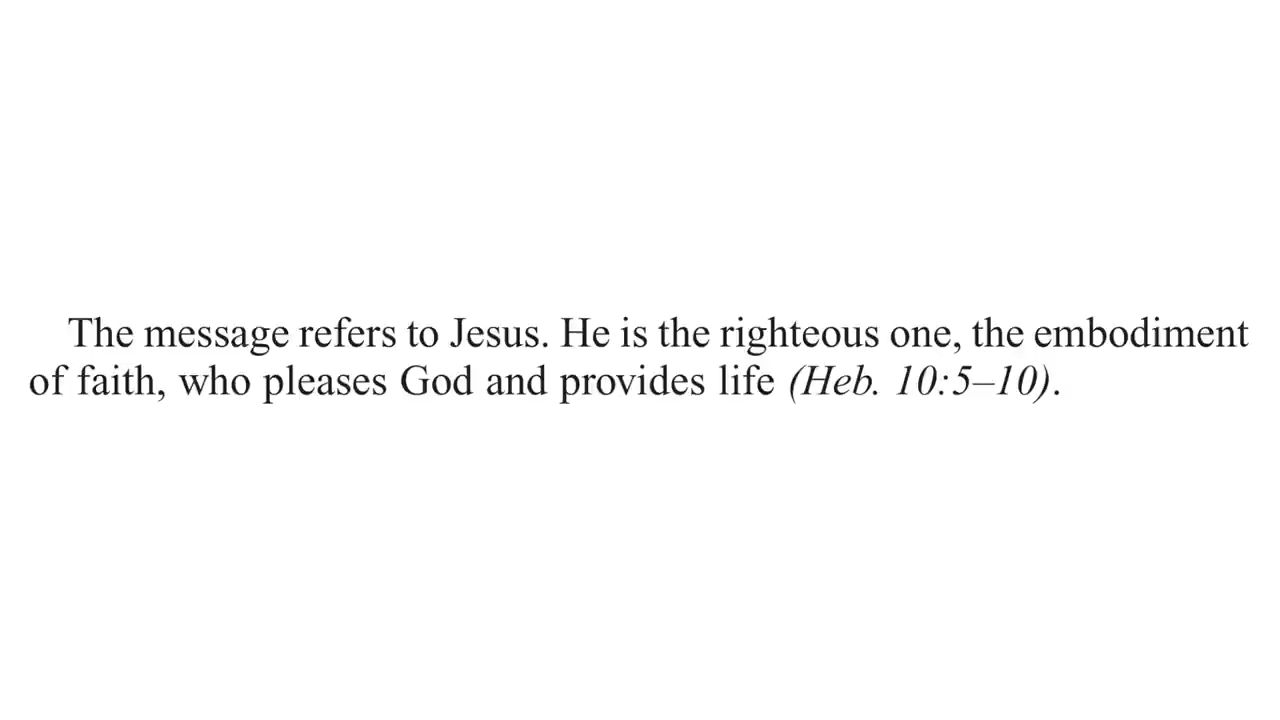 The message refers to Jesus. He is the righteous one, the embodiment
of faith, who pleases God and provides life (Heb. 10:5–10).